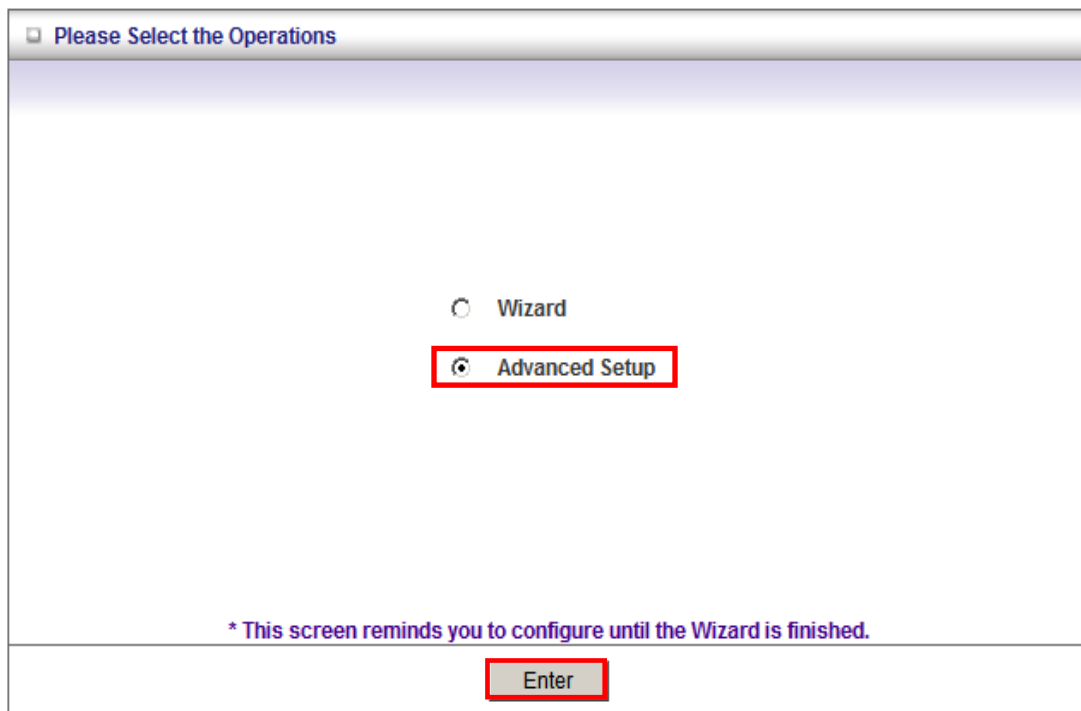 Please Select the Operations
Wizard
Advanced Setup
* This screen reminds you to configure until the Wizard is finished.
Enter